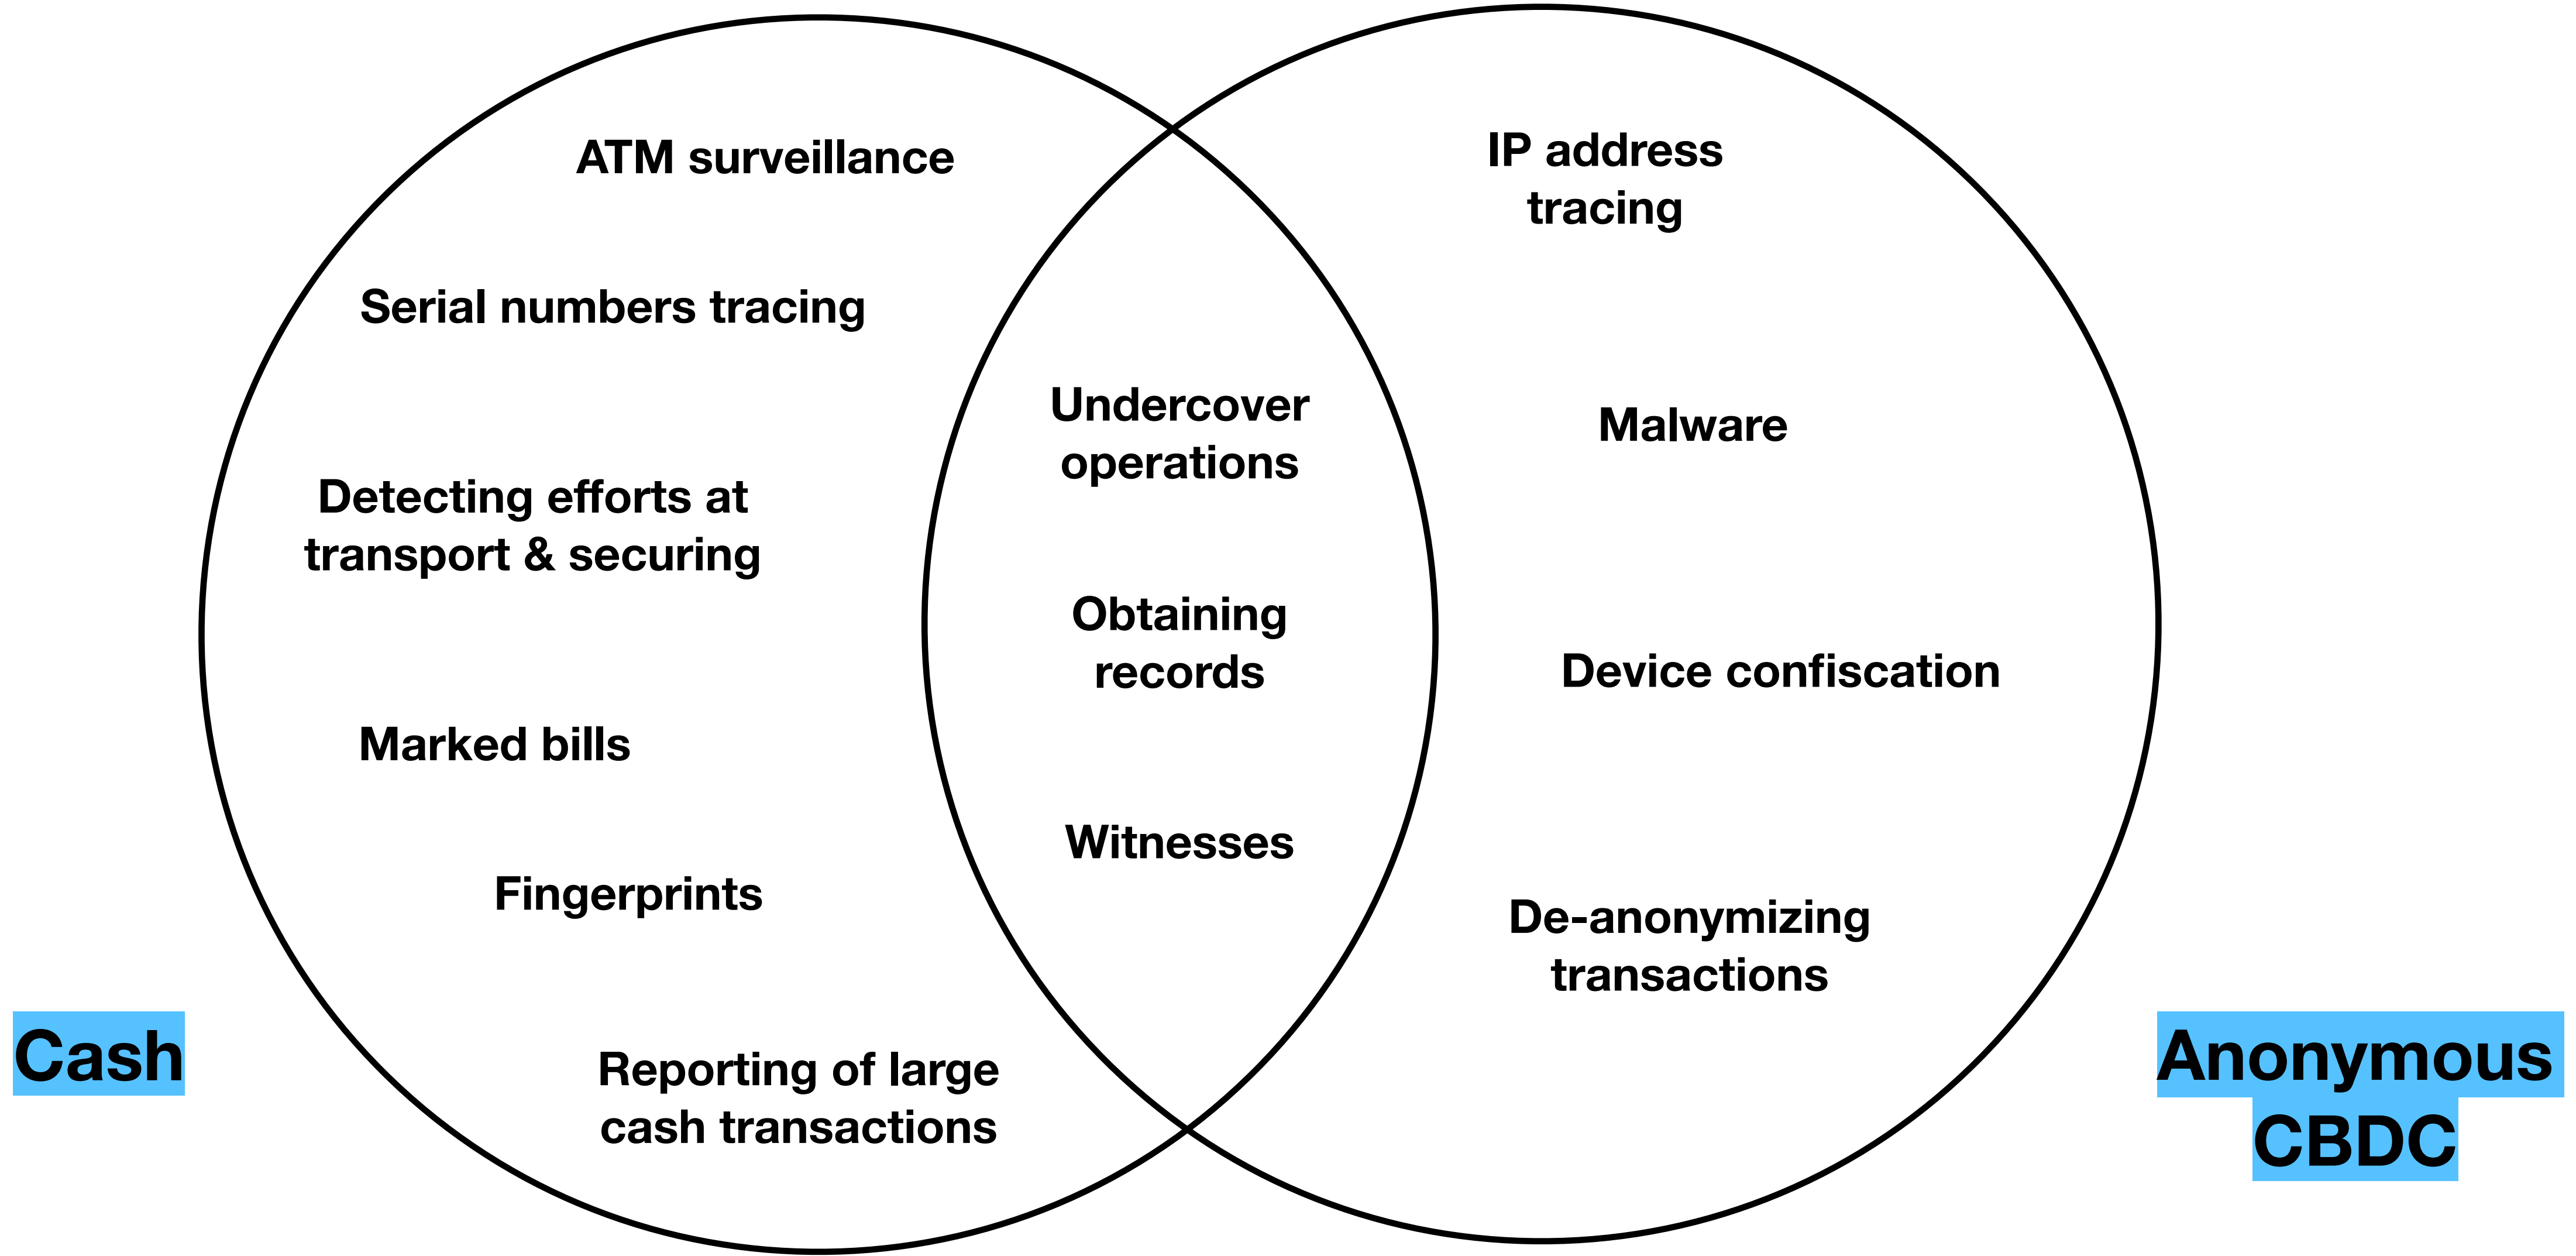 ATM surveillance
Serial numbers tracing
Detecting efforts at
transport & securing
Marked bills
Fingerprints
Reporting of large
cash transactions
Undercover
operations
Obtaining
records
Witnesses
IP address
tracing
Malware
Device confiscation
De-anonymizing
transactions
Cash
Anonymous
CBDC